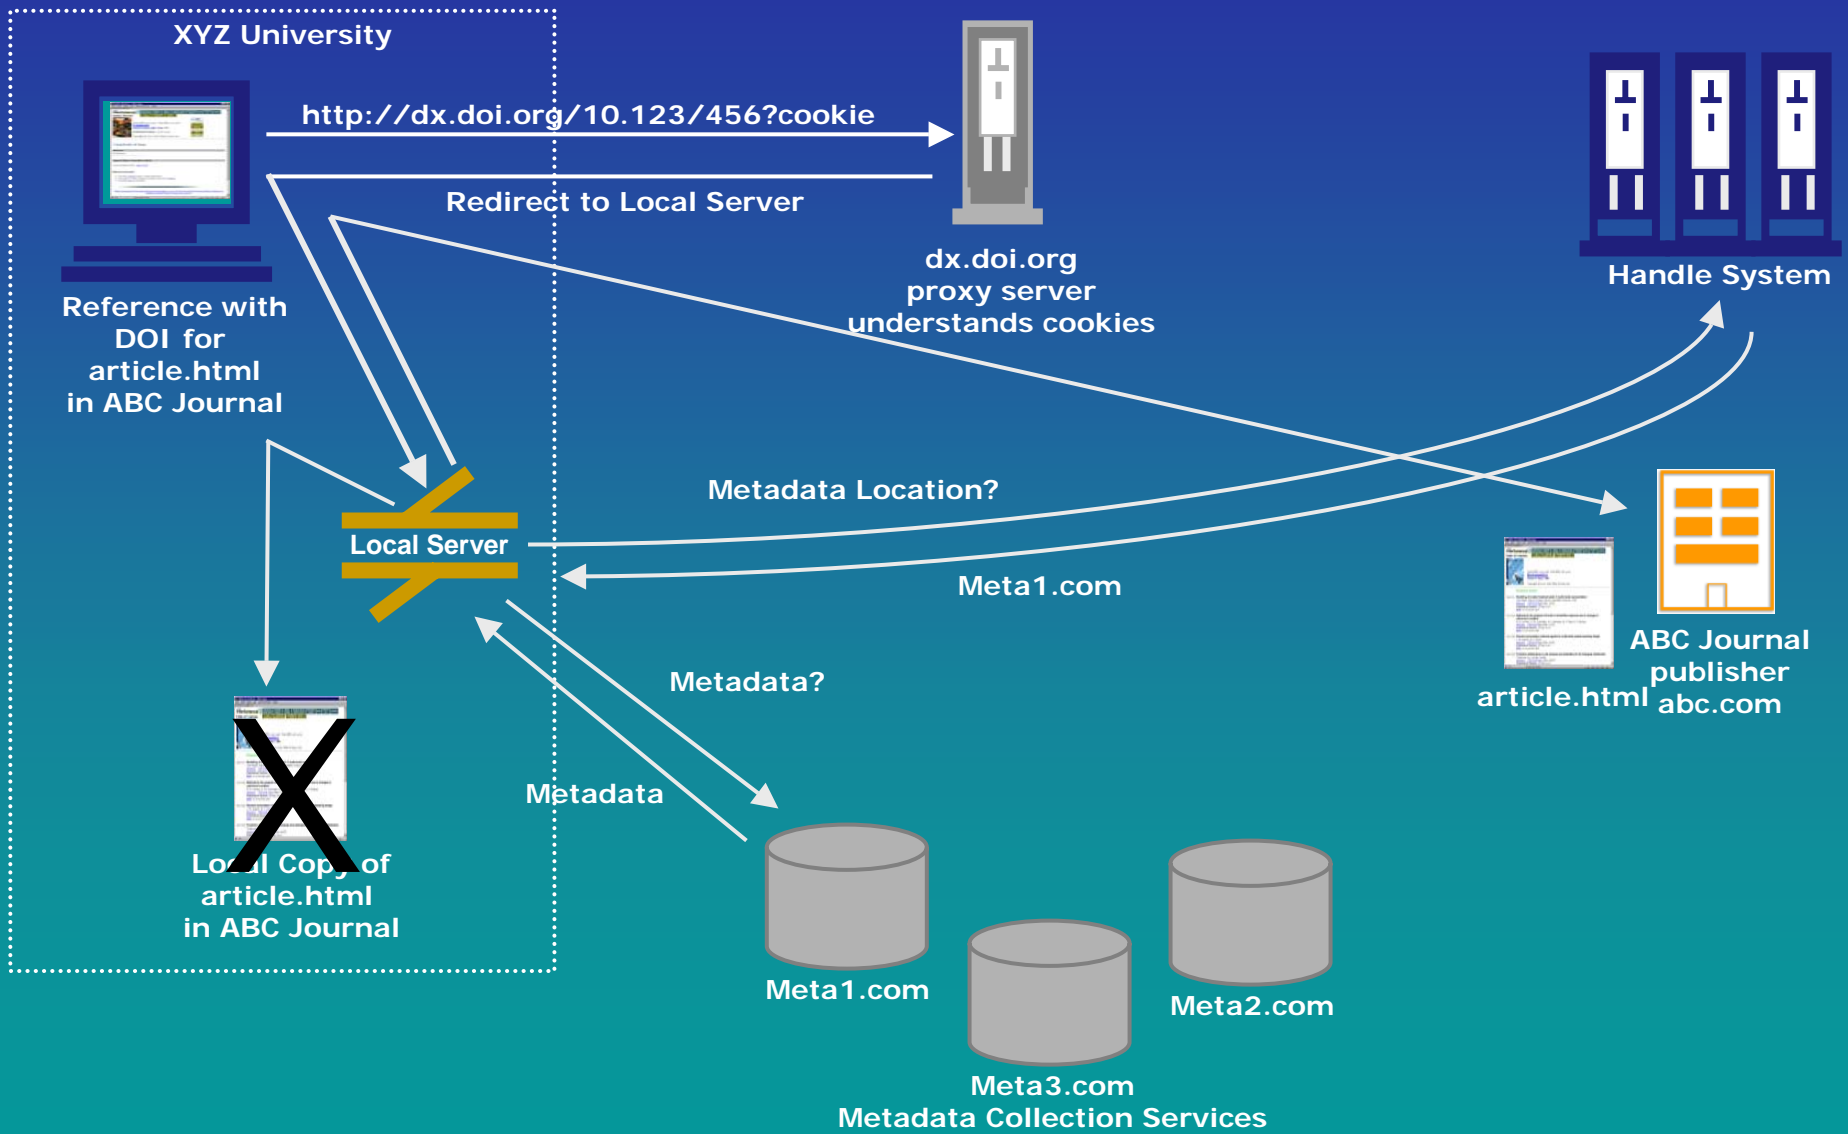 XYZ University
http://dx.doi.org/10.123/456?cookie
Redirect to Local Server
dx.doi.org
proxy server
understands cookies
Handle System
Reference with
DOI for
article.html
in ABC Journal
Metadata Location?
Local Server
Meta1.com
ABC Journal
publisher
abc.com
article.html
Metadata?
Metadata
X
Local Copy of
article.html
in ABC Journal
Meta1.com
Meta2.com
Meta3.com
Metadata Collection Services